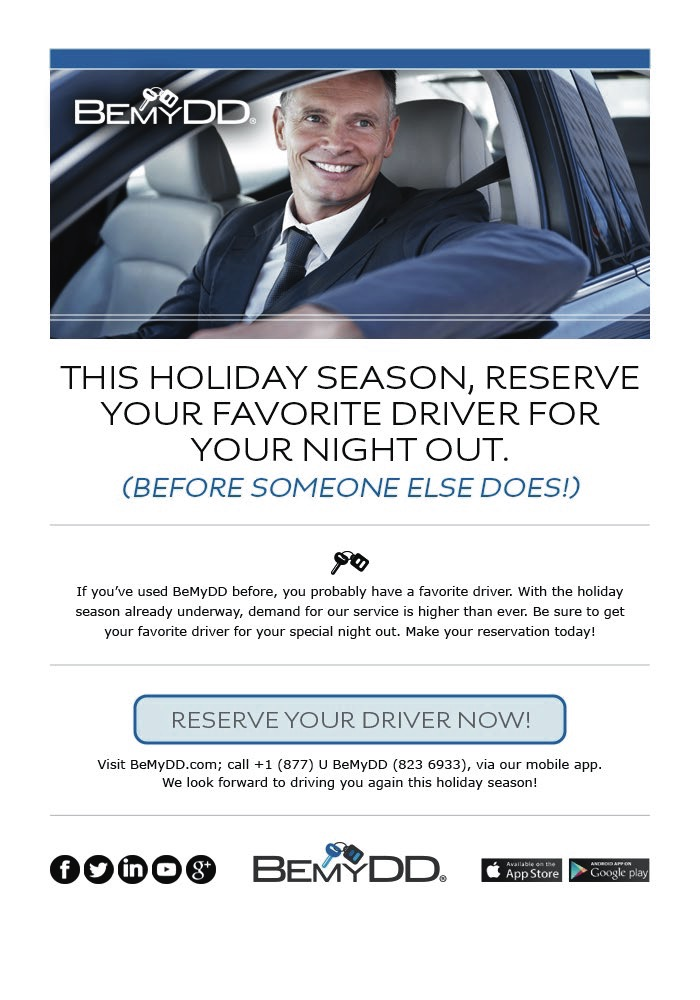 BEMYDD®
THIS HOLIDAY SEASON, RESERVE
YOUR FAVORITE DRIVER FOR
YOUR NIGHT OUT.
(BEFORE SOMEONE ELSE DOES!)
If you've used BeMyDD before, you probably have a favorite driver. With the holiday
season already underway, demand for our service is higher than ever. Be sure to get
your favorite driver for your special night out. Make your reservation today!
RESERVE YOUR DRIVER NOW!
Visit BeMyDD.com; call +1 (877) U BeMyDD (823 6933), via our mobile app.
We look forward to driving you again this holiday season!
f in You Tube g+
BEMYDD®
Available on the
App Store
ANDROID APP ON
Google play